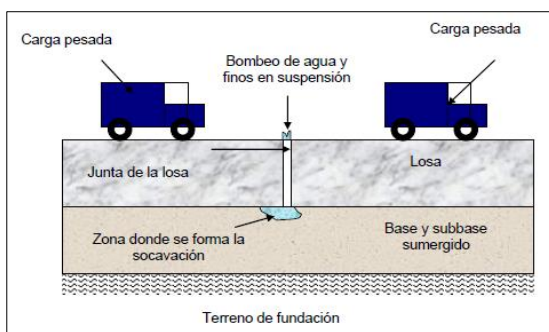 Carga pesada
Bombeo de agua y
finos en suspensión
Carga pesada
Junta de la losa
Losa
Zona donde se forma la
socavación
Base y subbase
sumergido
Terreno de fundación